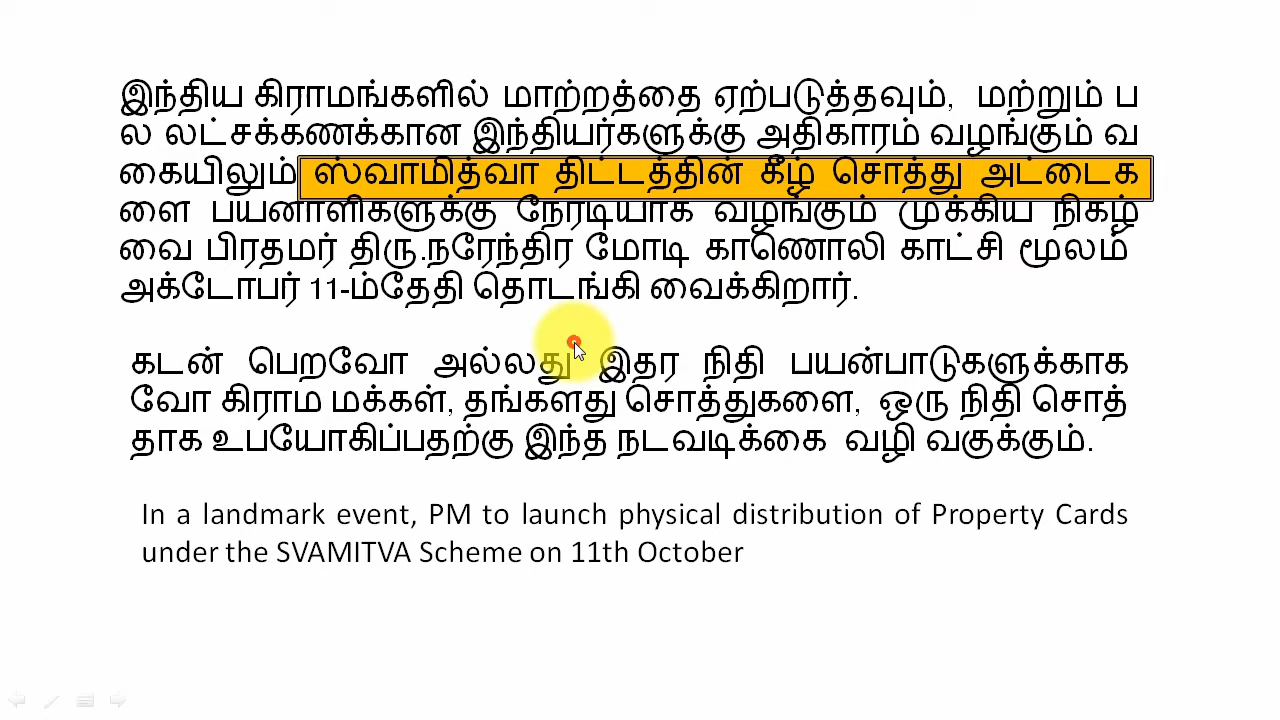 இந்திய கிராமங்களில் மாற்றத்தை ஏற்படுத்தவும், மற்றும் ப
ல லட்சக்கணக்கான இந்தியர்களுக்கு அதிகாரம் வழங்கும் வ
கையிலும் ஸ்வாமித்வா திட்டத்தின் கீழ் சொத்து அட்டைக
ளை பயனாளிகளுக்கு நேரடியாக வழங்கும் முக்கிய நிகழ்
வை பிரதமர் திரு.நரேந்திர மோடி காணொலி காட்சி மூலம்
அக்டோபர் 11-ம்தேதி தொடங்கி வைக்கிறார்.
கடன் பெறவோ அல்லது இதர நிதி பயன்பாடுகளுக்காக
வோ கிராம மக்கள், தங்களது சொத்துகளை, ஒரு நிதி சொத்
தாக உபயோகிப்பதற்கு இந்த நடவடிக்கை வழி வகுக்கும்.
In a landmark event, PM to launch physical distribution of Property Cards
under the SVAMITVA Scheme on 11th October